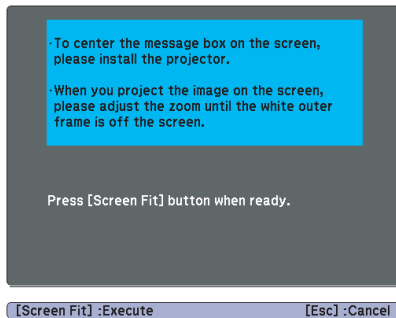 ·To center the message box on the screen,
please install the projector.
·When you project the image on the screen,
please adjust the zoom until the white outer
frame is off the screen.
Press [Screen Fit] button when ready.
[Screen Fit] :Execute [Esc] :Cancel